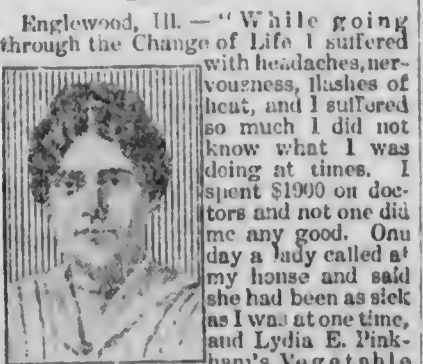 Englewood, Ill. — "While going
through the Change of Life I suffered
with headaches, ner-
vousness, flashes of
heat, and I suffered
so much I did not
know what I was
doing at times. I
spent $1900 on doc-
tors and not one did
me any good. One
day a lady called at
my house and said
she had been as sick
as I was at one time,
and Lydia E. Pink-
ham's Vegetable